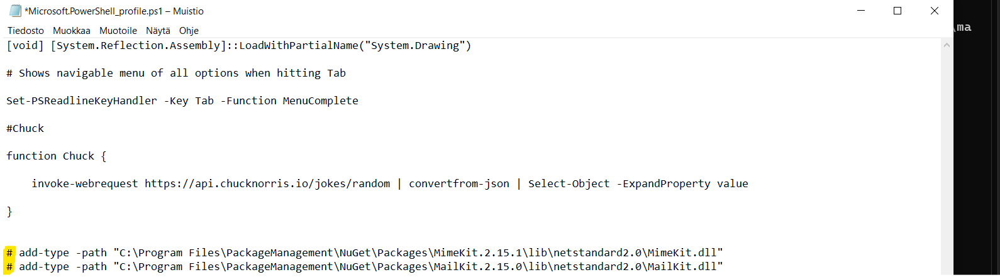 *Microsoft.PowerShell_profile.ps1 – Muistio
Tiedosto Muokkaa Muotoile Näytä Ohje
\ma
[void] [System.Reflection.Assembly]::LoadWithPartialName("System.Drawing")
# Shows navigable menu of all options when hitting Tab
Set-PSReadlineKeyHandler -Key Tab -Function MenuComplete
#Chuck
function Chuck {
invoke-webrequest https://api.chucknorris.io/jokes/random | convertfrom-json | Select-Object -ExpandProperty value
}
# add-type -path "C:\Program Files\PackageManagement\NuGet\Packages\MimeKit.2.15.1\lib\netstandard2.0\MimeKit.dll"
# add-type -path "C:\Program Files\PackageManagement\NuGet\Packages\MailKit.2.15.0\lib\netstandard2.0\MailKit.dll"